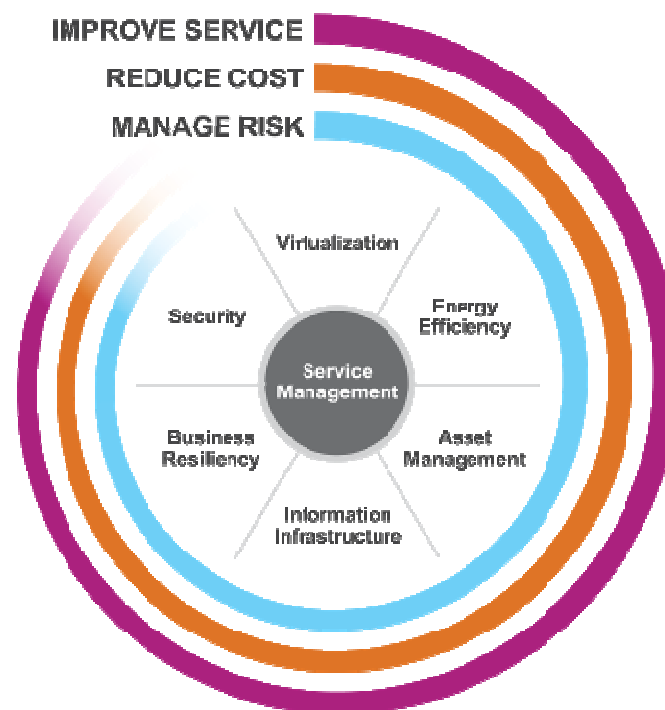 IMPROVE SERVICE
REDUCE COST
MANAGE RISK
Virtualization
Security
Energy
Efficiency
Service
Management
Business
Resiliency
Asset
Management
Information
Infrastructure